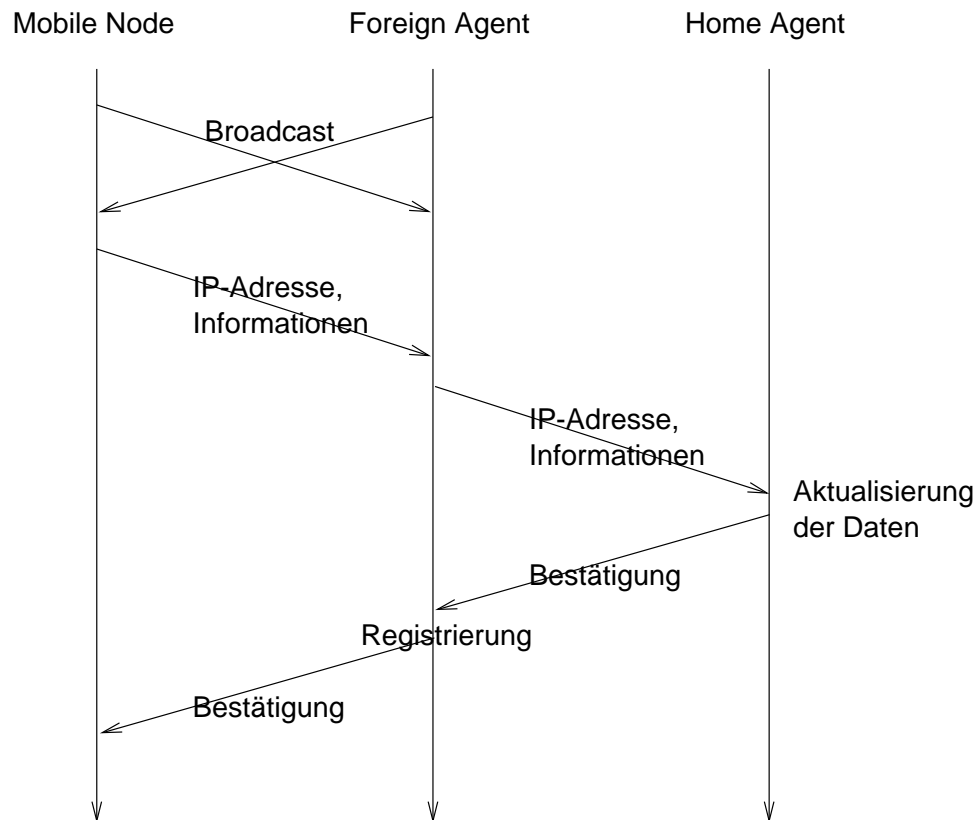 Mobile Node
Foreign Agent
Home Agent
Broadcast
IP-Adresse,
Informationen
IP-Adresse,
Informationen
Aktualisierung
der Daten
Bestätigung
Registrierung
Bestätigung